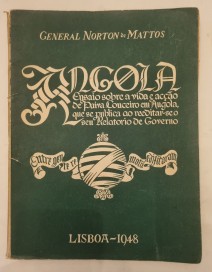 GENERAL NORTON DE MATTOS
ANGOLA
Ensaio sobre a vida e acção
de Paiva Couceiro em Angola,
que se publica ao reeditar-se o
seu Relatorio de Governo
LISBOA-1948